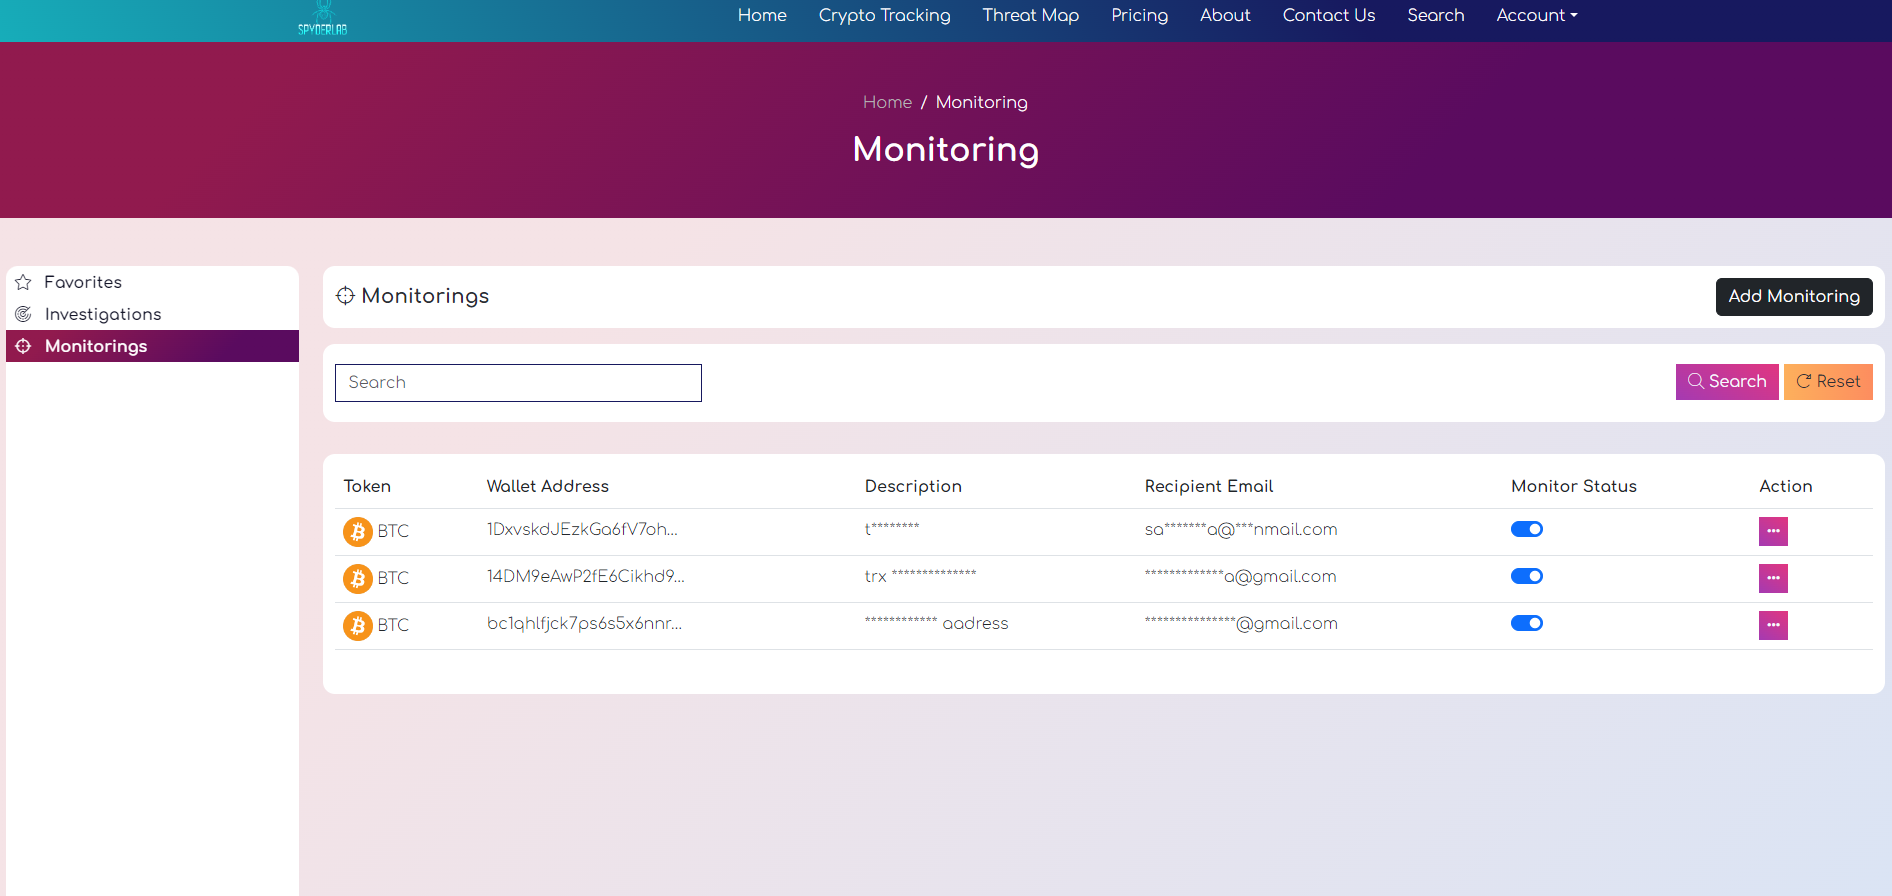 SPYDERLAB
Home Crypto Tracking Threat Map Pricing About Contact Us Search Account
Home / Monitoring
Monitoring
Favorites
Investigations
Monitorings
Monitorings
Add Monitoring
Search
Search
Reset
Token Wallet Address Description Recipient Email Monitor Status Action
BTC 1DxvskdJEzkGa6fV7oh... t******** sa*******a@***nmail.com
BTC 14DM9eAwP2fE6Cikhd9... trx ************** *************a@gmail.com
BTC bc1qhlfjck7ps6s5x6nnr... ************ aadress ***************@gmail.com